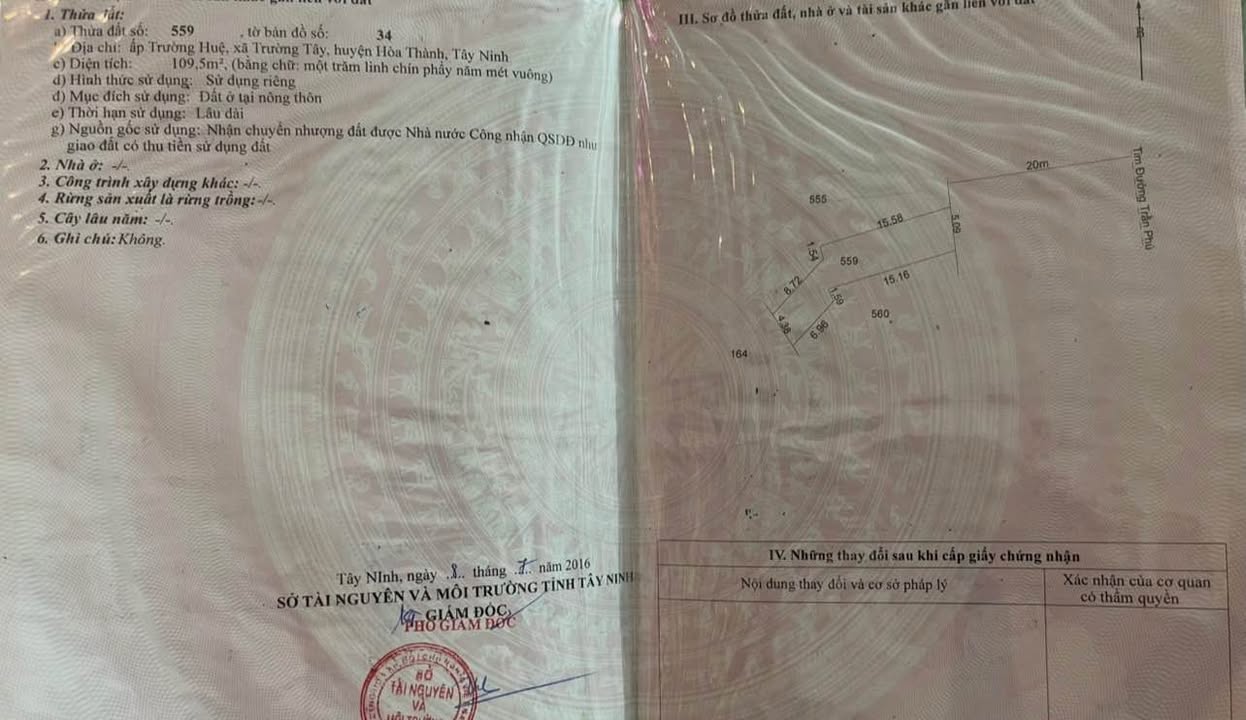 1. Thửa đất:
a) Thửa đất số: 559 , tờ bản đồ số: 34
Địa chỉ: ấp Trường Huệ, xã Trường Tây, huyện Hòa Thành, Tây Ninh
c) Diện tích: 109,5m², (bằng chữ: một trăm linh chín phẩy năm mét vuông)
d) Hình thức sử dụng: Sử dụng riêng
đ) Mục đích sử dụng: Đất ở tại nông thôn
e) Thời hạn sử dụng: Lâu dài
g) Nguồn gốc sử dụng: Nhận chuyển nhượng đất được Nhà nước Công nhận QSDĐ như
giao đất có thu tiền sử dụng đất
2. Nhà ở: -/-.
3. Công trình xây dựng khác: -/-.
4. Rừng sản xuất là rừng trồng: -/-.
5. Cây lâu năm: -/-.
6. Ghi chú: Không.
Tây NInh, ngày .8.. tháng .7.. năm 2016
SỞ TÀI NGUYÊN VÀ MÔI TRƯỜNG TỈNH TÂY NINH
GIÁM ĐỐC
PHÓ GIÁM ĐỐC
TÀI NGUYÊN
VÀ
III. Sơ đồ thửa đất, nhà ở và tài sản khác gắn liền với đất
20m
Tim Đường Trần Phú
555
15.58
5.09
1.54
559
8.72
15.16
1.59
560
4.38
6.96
164
IV. Những thay đổi sau khi cấp giấy chứng nhận
Nội dung thay đổi và cơ sở pháp lý
Xác nhận của cơ quan
có thẩm quyền